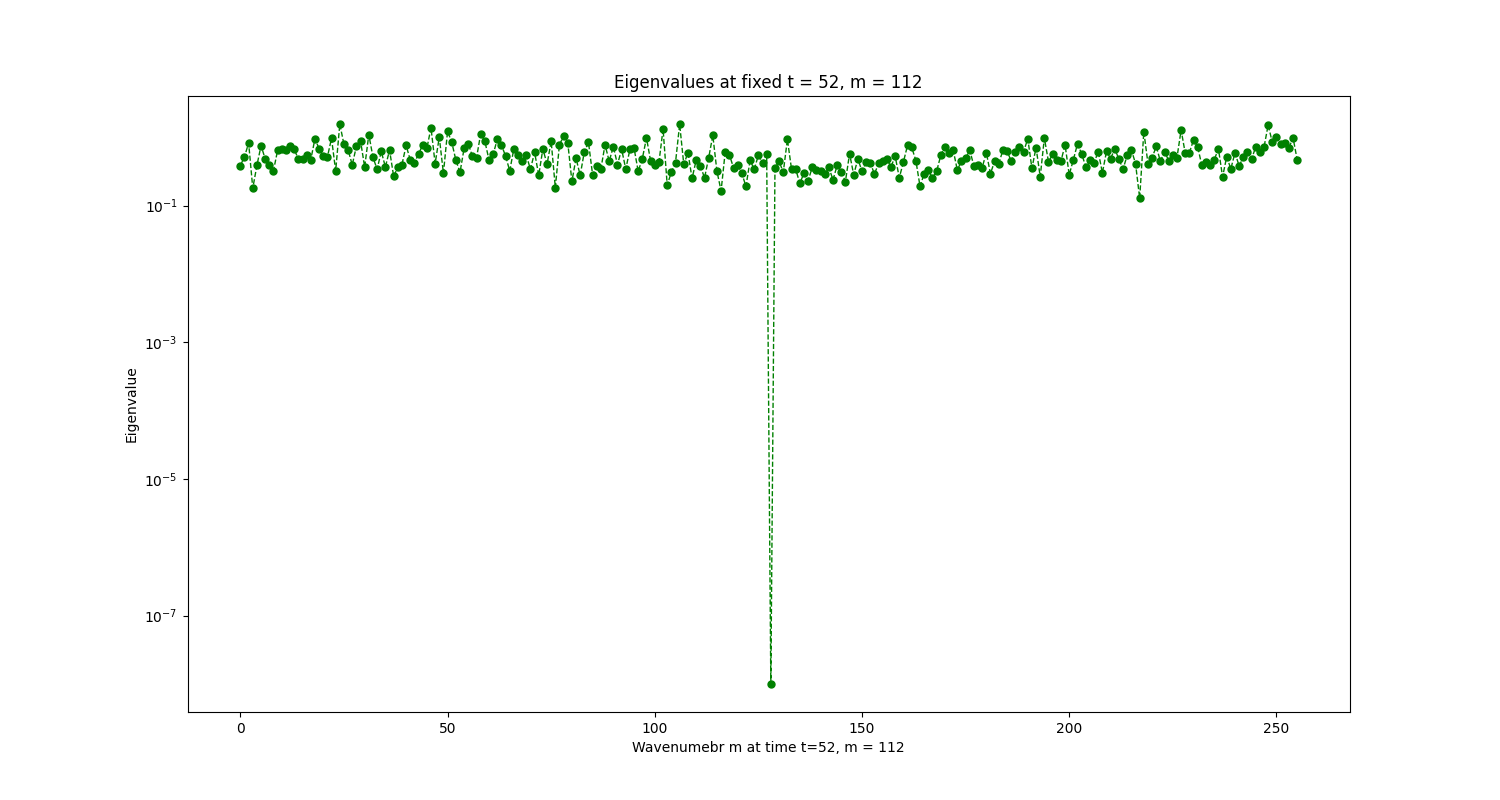 Eigenvalues at fixed t = 52, m = 112
10⁻¹
10⁻³
10⁻⁵
10⁻⁷
Eigenvalue
0 50 100 150 200 250
Wavenumebr m at time t=52, m = 112